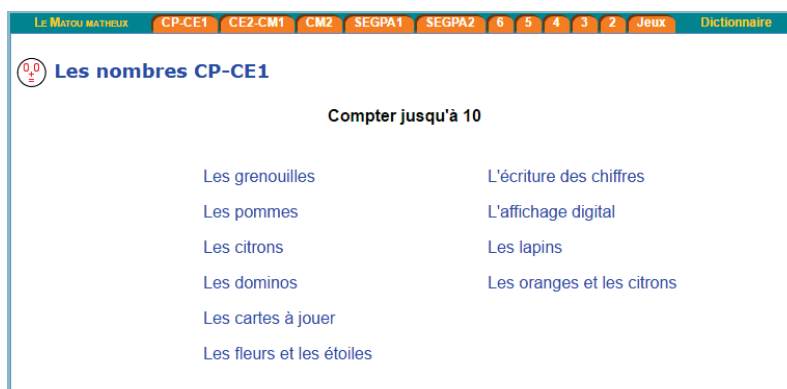 LE MATOU MATHEUX CP-CE1 CE2-CM1 CM2 SEGPA1 SEGPA2 6 5 4 3 2 Jeux Dictionnaire
0 0
+
=
Les nombres CP-CE1
Compter jusqu'à 10
Les grenouilles
Les pommes
Les citrons
Les dominos
Les cartes à jouer
Les fleurs et les étoiles
L'écriture des chiffres
L'affichage digital
Les lapins
Les oranges et les citrons